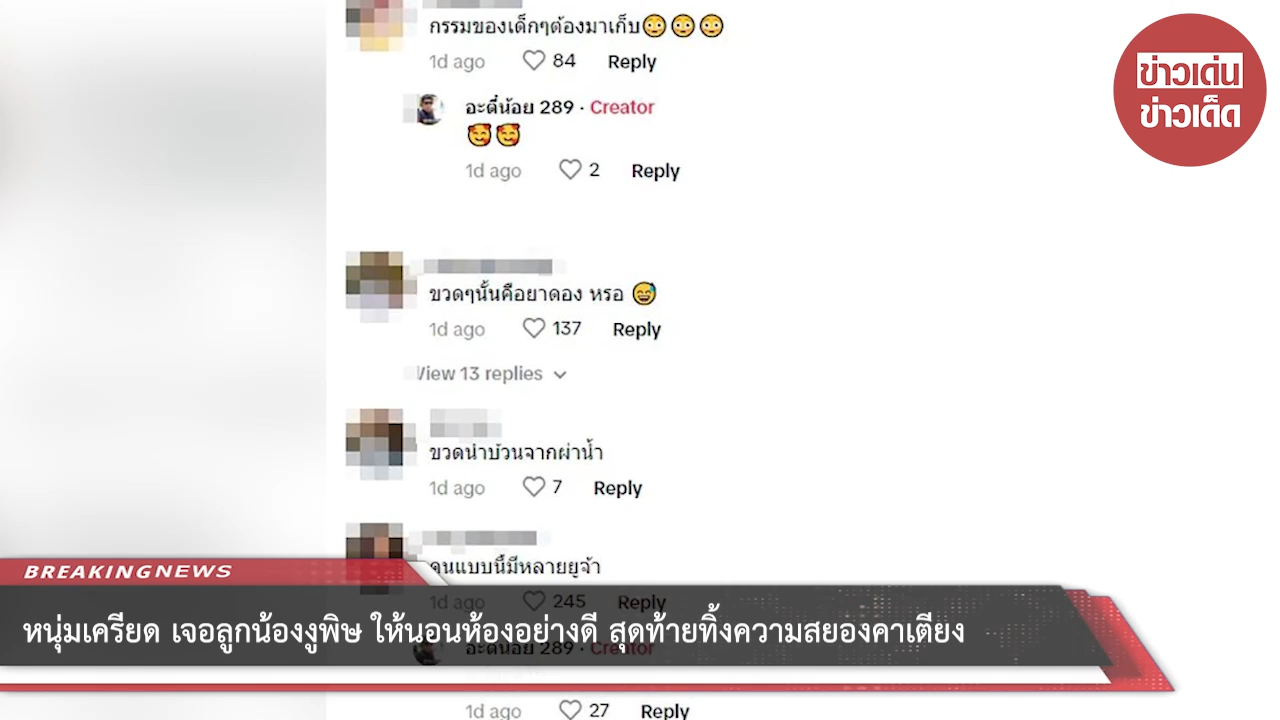 กรรมของเด็กๆต้องมาเก็บ😳😳😳
1d ago 84 Reply
อะตี๋น้อย 289 · Creator
🥰🥰
1d ago 2 Reply
ขวดๆนั้นคือยาดอง หรอ 😅
1d ago 137 Reply
View 13 replies
ขวดน้ำบ้วนจากผ่าน้ำ
1d ago 7 Reply
คนแบบนี้มีหลายยูจ้า
1d ago 245 Reply
อะตี๋น้อย 289 · Creator
1d ago 27 Reply
ข่าวเด่น
ข่าวเด็ด
BREAKING NEWS
หนุ่มเครียด เจอลูกน้องงูพิษ ให้นอนห้องอย่างดี สุดท้ายทิ้งความสยองคาเตียง